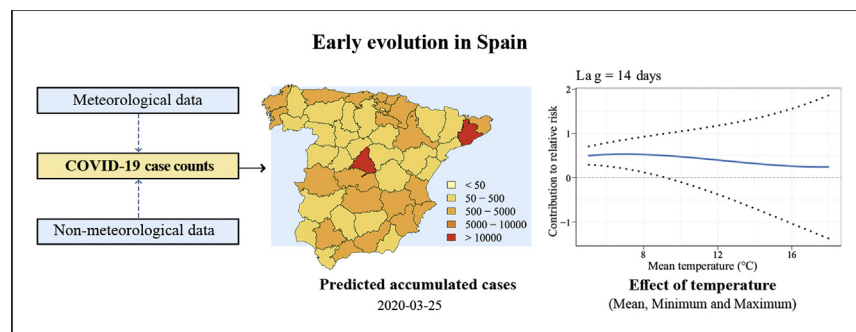 Early evolution in Spain
Meteorological data
COVID-19 case counts
Non-meteorological data
< 50
50 – 500
500 – 5000
5000 – 10000
> 10000
Predicted accumulated cases
2020-03-25
La g = 14 days
Contribution to relative risk
2
1
0
−1
8
12
16
Mean temperature (°C)
Effect of temperature
(Mean, Minimum and Maximum)